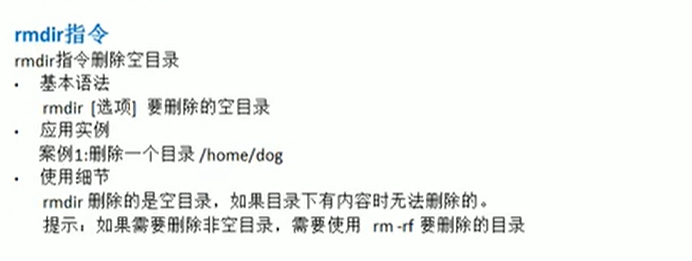 rmdir指令
rmdir指令删除空目录
• 基本语法
rmdir [选项] 要删除的空目录
• 应用实例
案例1:删除一个目录 /home/dog
• 使用细节
rmdir 删除的是空目录，如果目录下有内容时无法删除的。
提示：如果需要删除非空目录，需要使用 rm -rf 要删除的目录